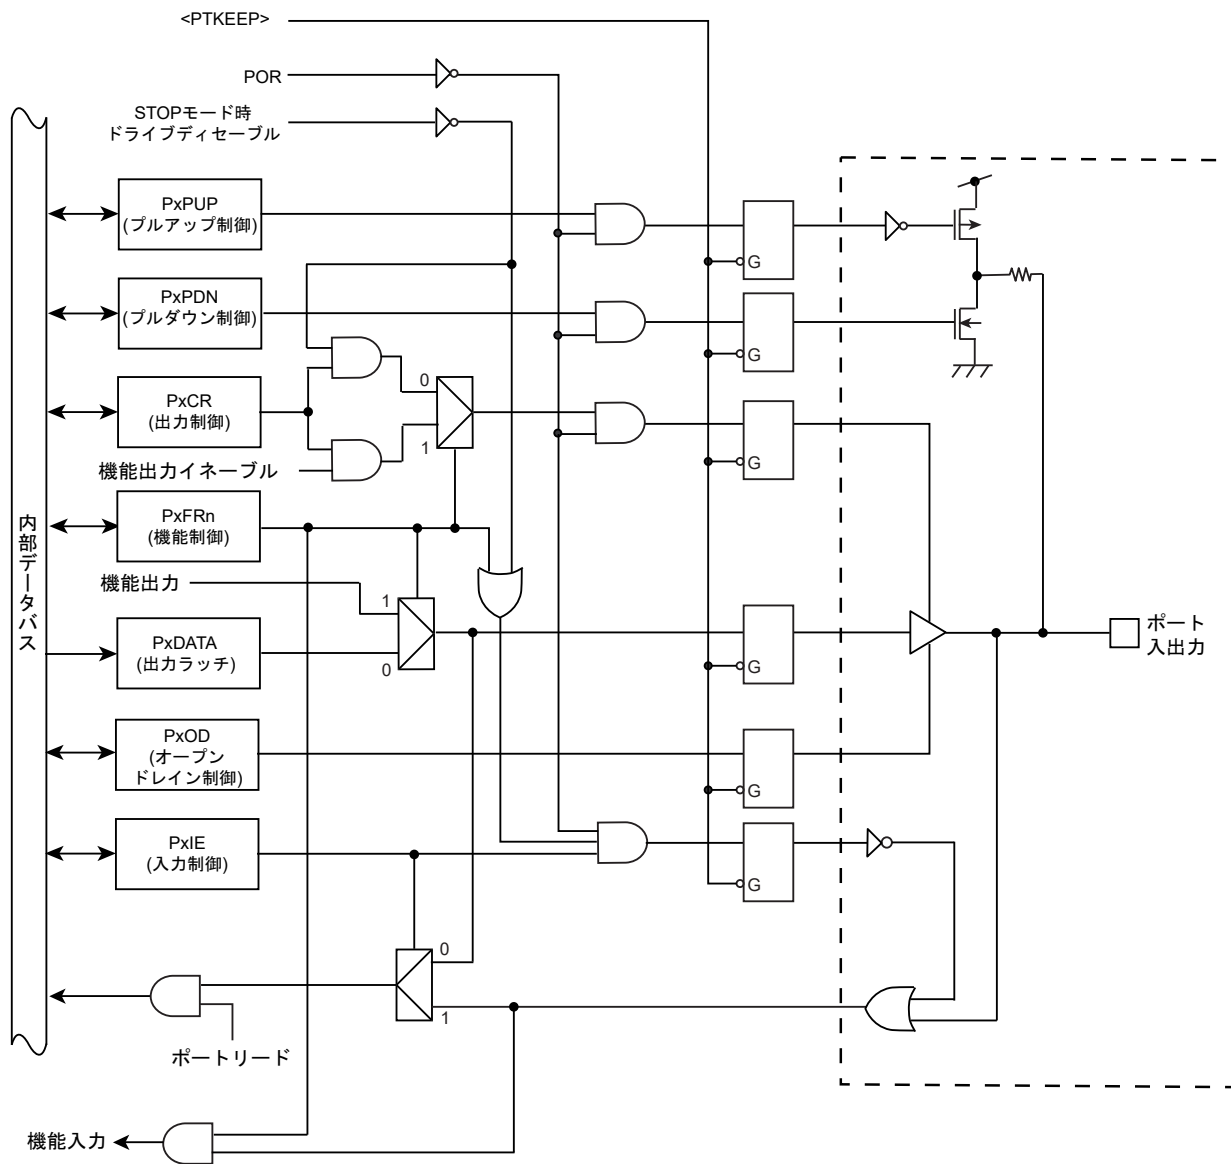 <PTKEEP>
POR
STOPモード時
ドライブディセーブル
PxPUP
(プルアップ制御)
G
PxPDN
(プルダウン制御)
G
PxCR
(出力制御)
0
1
G
機能出力イネーブル
PxFRn
(機能制御)
内部データバス
機能出力
1
0
PxDATA
(出力ラッチ)
G
ポート
入出力
PxOD
(オープン
ドレイン制御)
G
PxIE
(入力制御)
G
0
1
ポートリード
機能入力